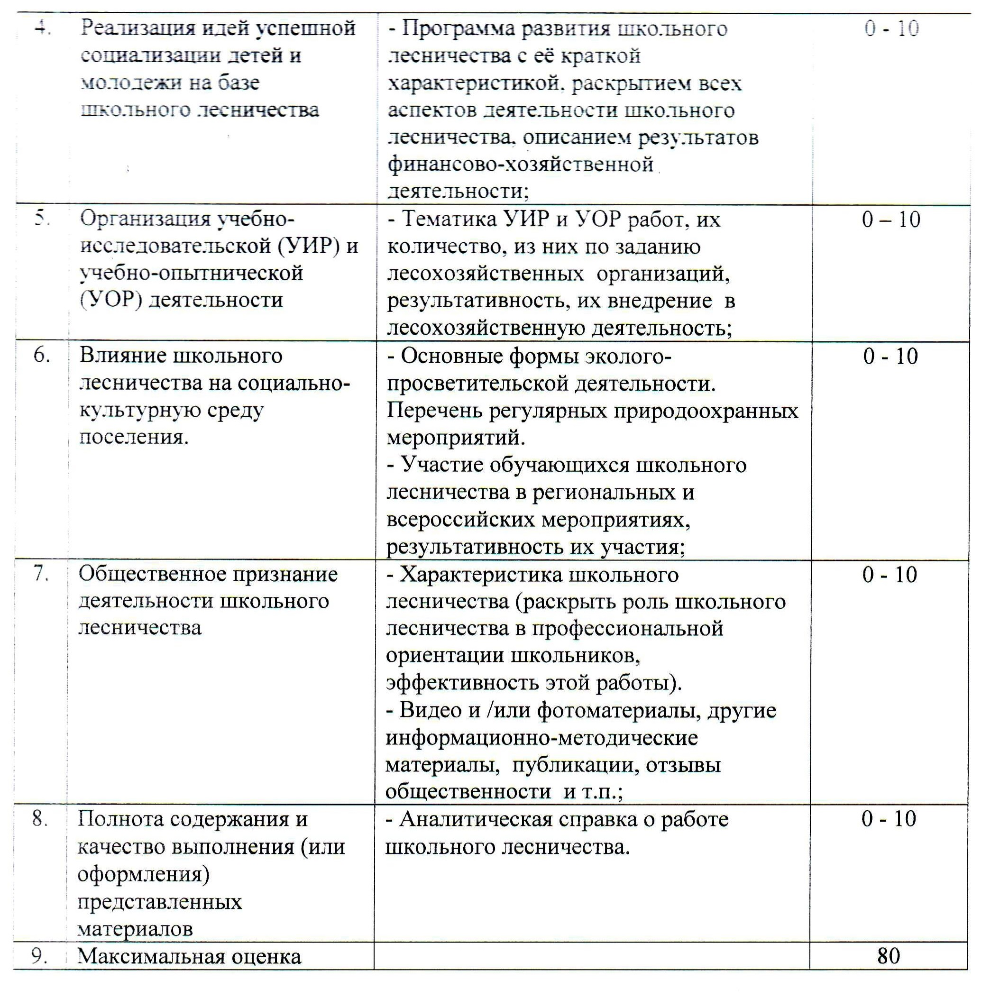 4.
Реализация идей успешной
социализации детей и
молодежи на базе
школьного лесничества
- Программа развития школьного
лесничества с её краткой
характеристикой, раскрытием всех
аспектов деятельности школьного
лесничества, описанием результатов
финансово-хозяйственной
деятельности;
0 - 10
5.
Организация учебно-
исследовательской (УИР) и
учебно-опытнической
(УОР) деятельности
- Тематика УИР и УОР работ, их
количество, из них по заданию
лесохозяйственных организаций,
результативность, их внедрение в
лесохозяйственную деятельность;
0 – 10
6.
Влияние школьного
лесничества на социально-
культурную среду
поселения.
- Основные формы эколого-
просветительской деятельности.
Перечень регулярных природоохранных
мероприятий.
- Участие обучающихся школьного
лесничества в региональных и
всероссийских мероприятиях,
результативность их участия;
0 - 10
7.
Общественное признание
деятельности школьного
лесничества
- Характеристика школьного
лесничества (раскрыть роль школьного
лесничества в профессиональной
ориентации школьников,
эффективность этой работы).
- Видео и /или фотоматериалы, другие
информационно-методические
материалы, публикации, отзывы
общественности и т.п.;
0 - 10
8.
Полнота содержания и
качество выполнения (или
оформления)
представленных
материалов
- Аналитическая справка о работе
школьного лесничества.
0 - 10
9.
Максимальная оценка
80